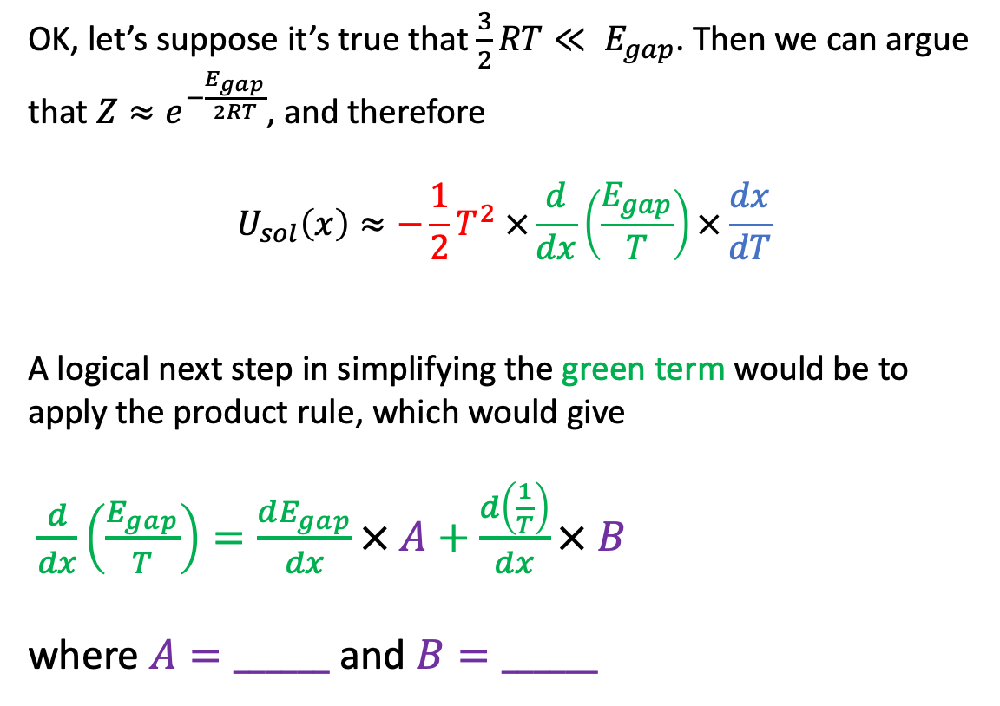 OK, let's suppose it's true that $\frac{3}{2}RT \ll E_{gap}$. Then we can argue
that $Z \approx e^{-\frac{E_{gap}}{2RT}}$, and therefore
$U_{sol}(x) \approx -\frac{1}{2}T^2 \times \frac{d}{dx}\left(\frac{E_{gap}}{T}\right) \times \frac{dx}{dT}$
A logical next step in simplifying the green term would be to
apply the product rule, which would give
$\frac{d}{dx}\left(\frac{E_{gap}}{T}\right) = \frac{dE_{gap}}{dx} \times A + \frac{d\left(\frac{1}{T}\right)}{dx} \times B$
where $A =$ _____ and $B =$ _____